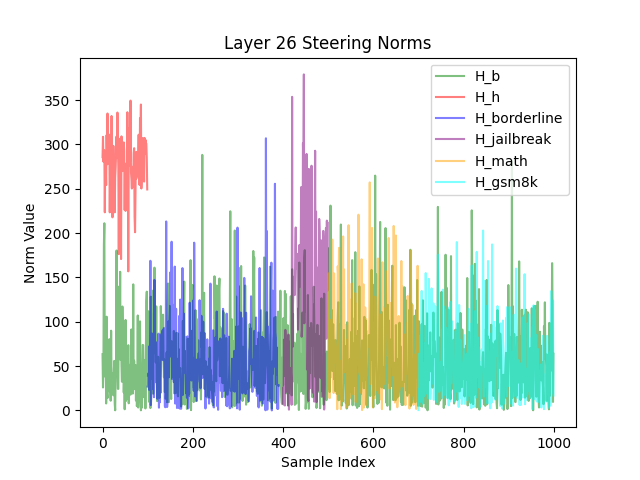 Layer 26 Steering Norms
H_b
H_h
H_borderline
H_jailbreak
H_math
H_gsm8k
350
300
250
200
150
100
50
0
Norm Value
0 200 400 600 800 1000
Sample Index